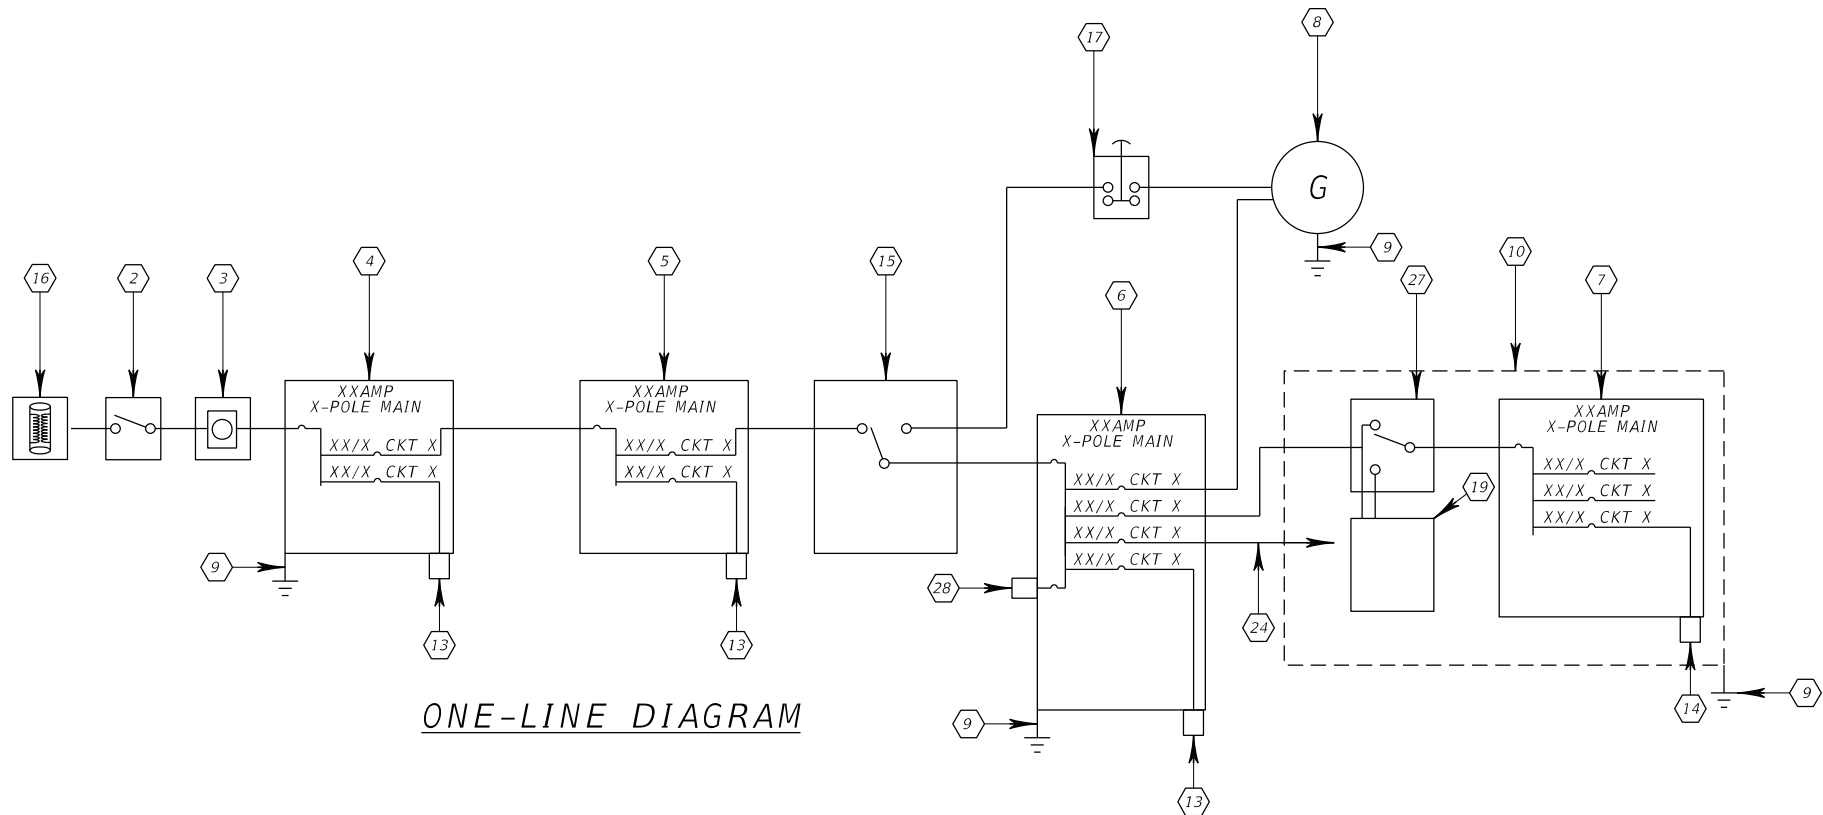 8
17
4
5
15
9
10
16
2
3
27
7
6
XXAMP
X-POLE MAIN
XX/X CKT X
XX/X CKT X
XXAMP
X-POLE MAIN
XX/X CKT X
XX/X CKT X
G
XXAMP
X-POLE MAIN
XX/X CKT X
XX/X CKT X
XX/X CKT X
XX/X CKT X
XXAMP
X-POLE MAIN
XX/X CKT X
XX/X CKT X
XX/X CKT X
19
9
28
24
13
13
9
14
9
13
ONE-LINE DIAGRAM